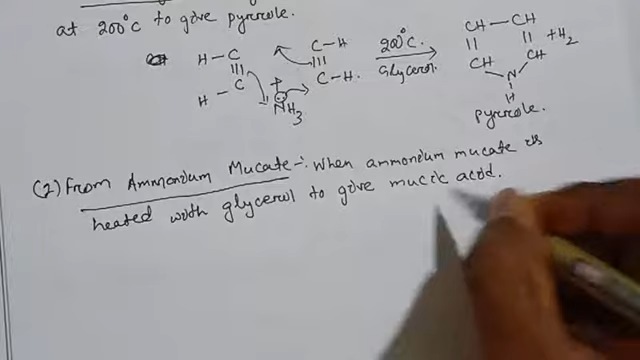 at 200°C to give pyrrole.
H-C ||| C-H 200°C. CH-CH
H-C + C-H. Glycerol. || || +H2
NH3 CH CH
N
H
pyrrole.
(2) From Ammonium Mucate-: When ammonium mucate is
heated with glycerol to give mucic acid.